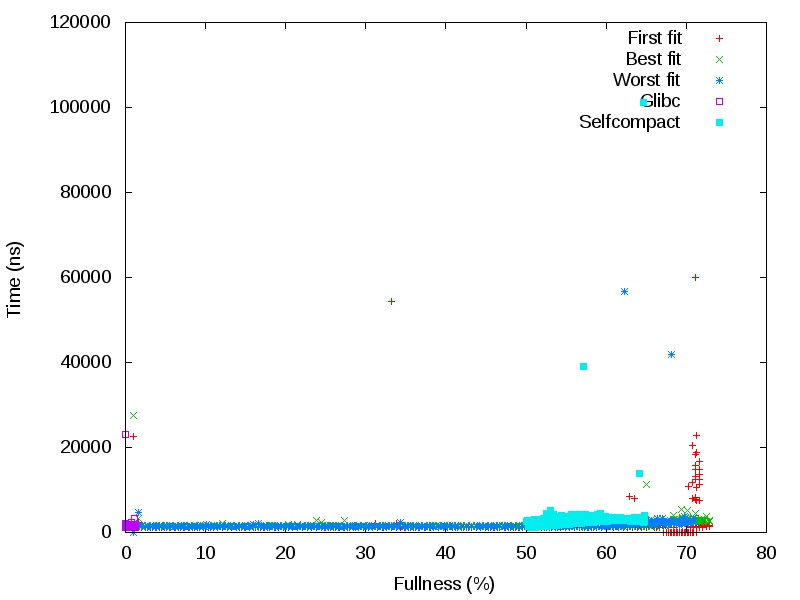 120000
100000
80000
60000
40000
20000
0
0 10 20 30 40 50 60 70 80
Time (ns)
Fullness (%)
First fit
Best fit
Worst fit
Glibc
Selfcompact